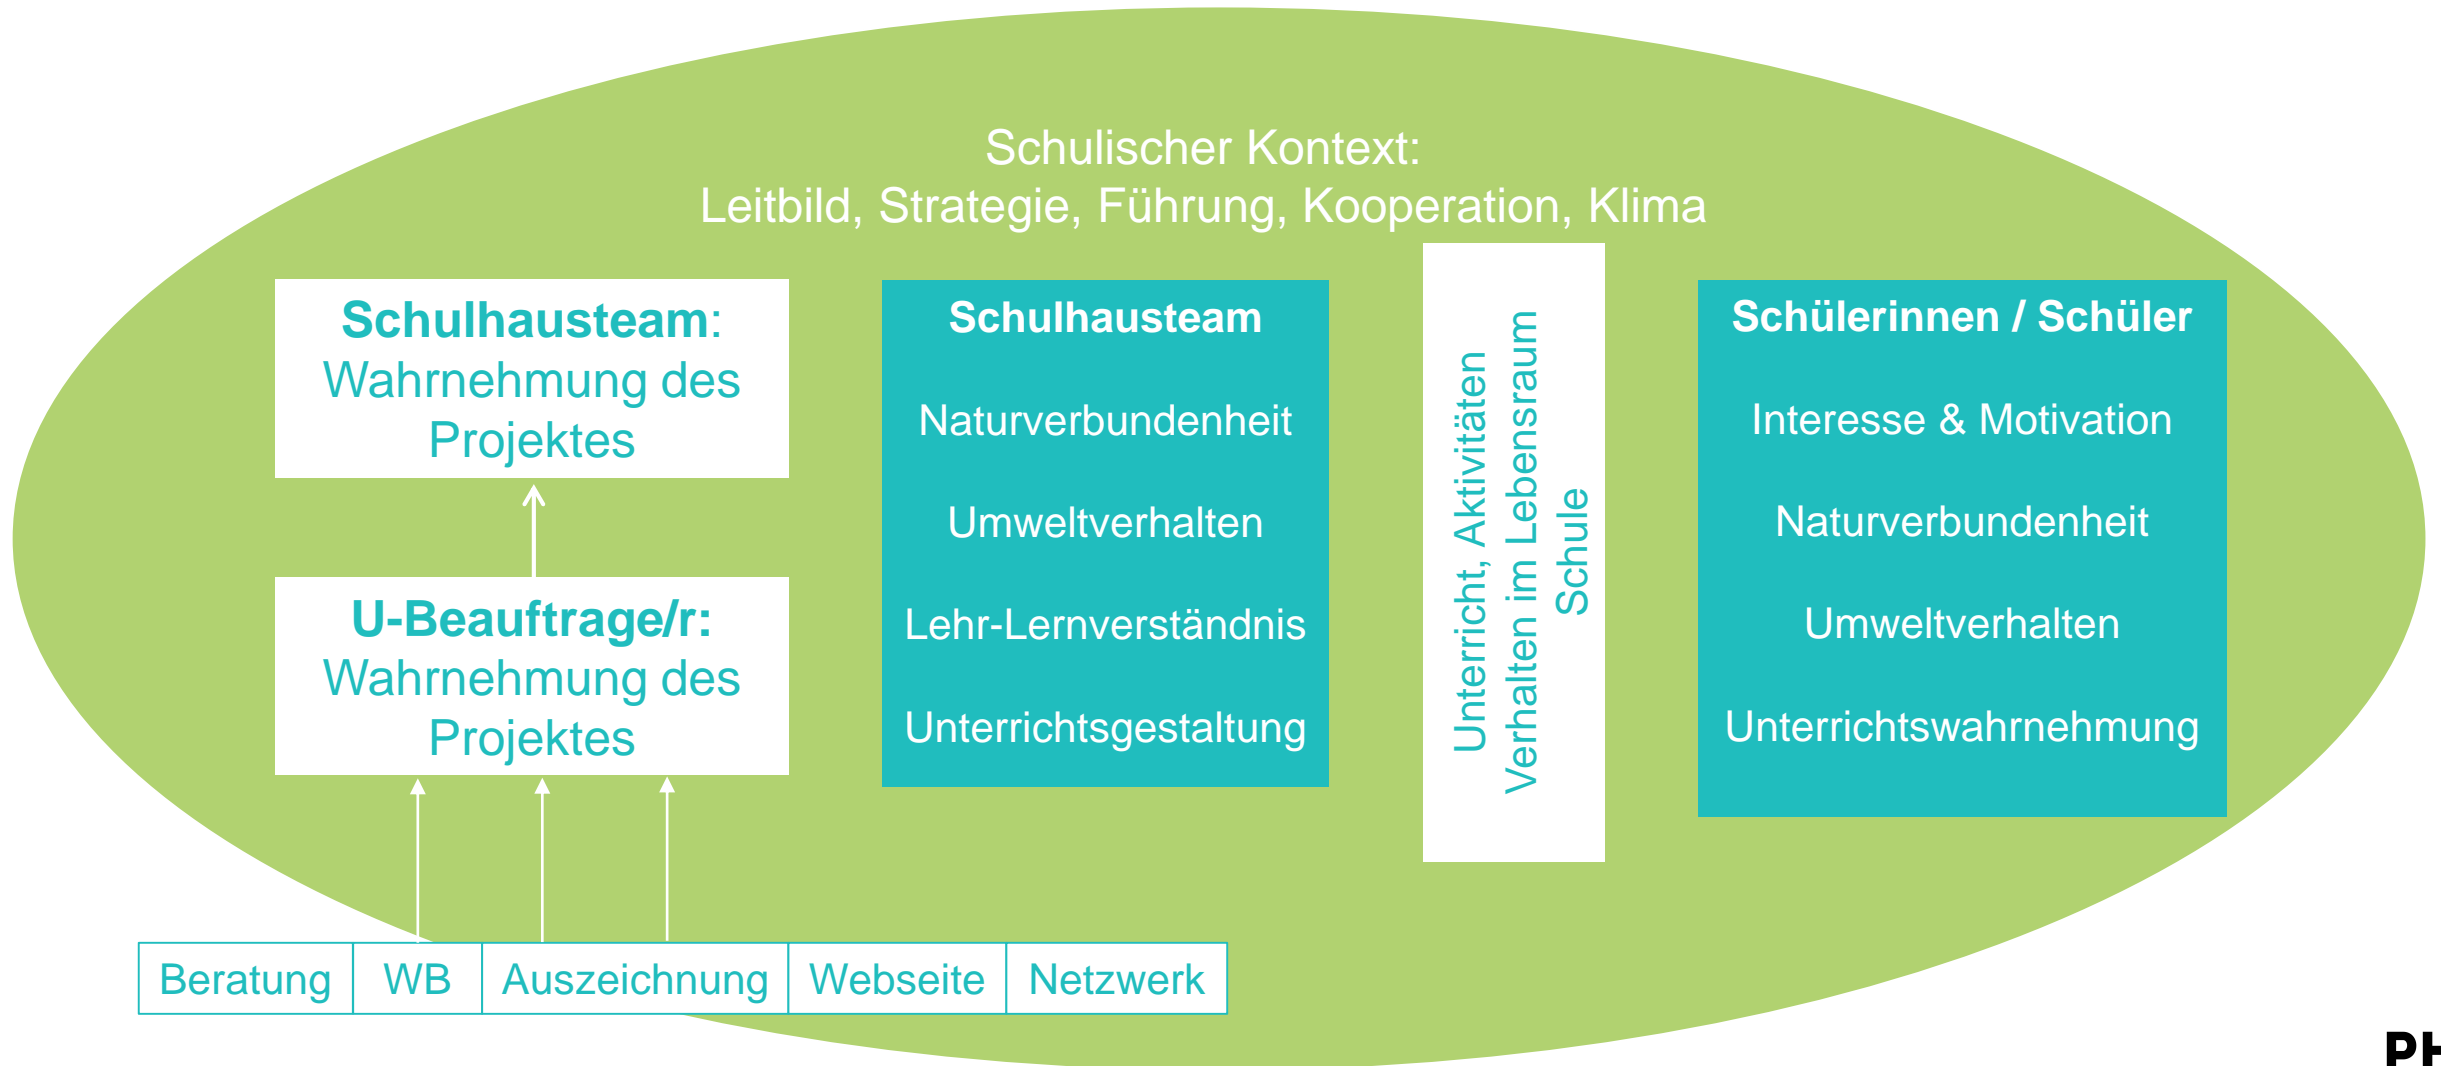 Schulischer Kontext:
Leitbild, Strategie, Führung, Kooperation, Klima
Schulhausteam:
Wahrnehmung des
Projektes
U-Beauftrage/r:
Wahrnehmung des
Projektes
Schulhausteam
Naturverbundenheit
Umweltverhalten
Lehr-Lernverständnis
Unterrichtsgestaltung
Unterricht, Aktivitäten
Verhalten im Lebensraum
Schule
Schülerinnen / Schüler
Interesse & Motivation
Naturverbundenheit
Umweltverhalten
Unterrichtswahrnehmung
Beratung
WB
Auszeichnung
Webseite
Netzwerk